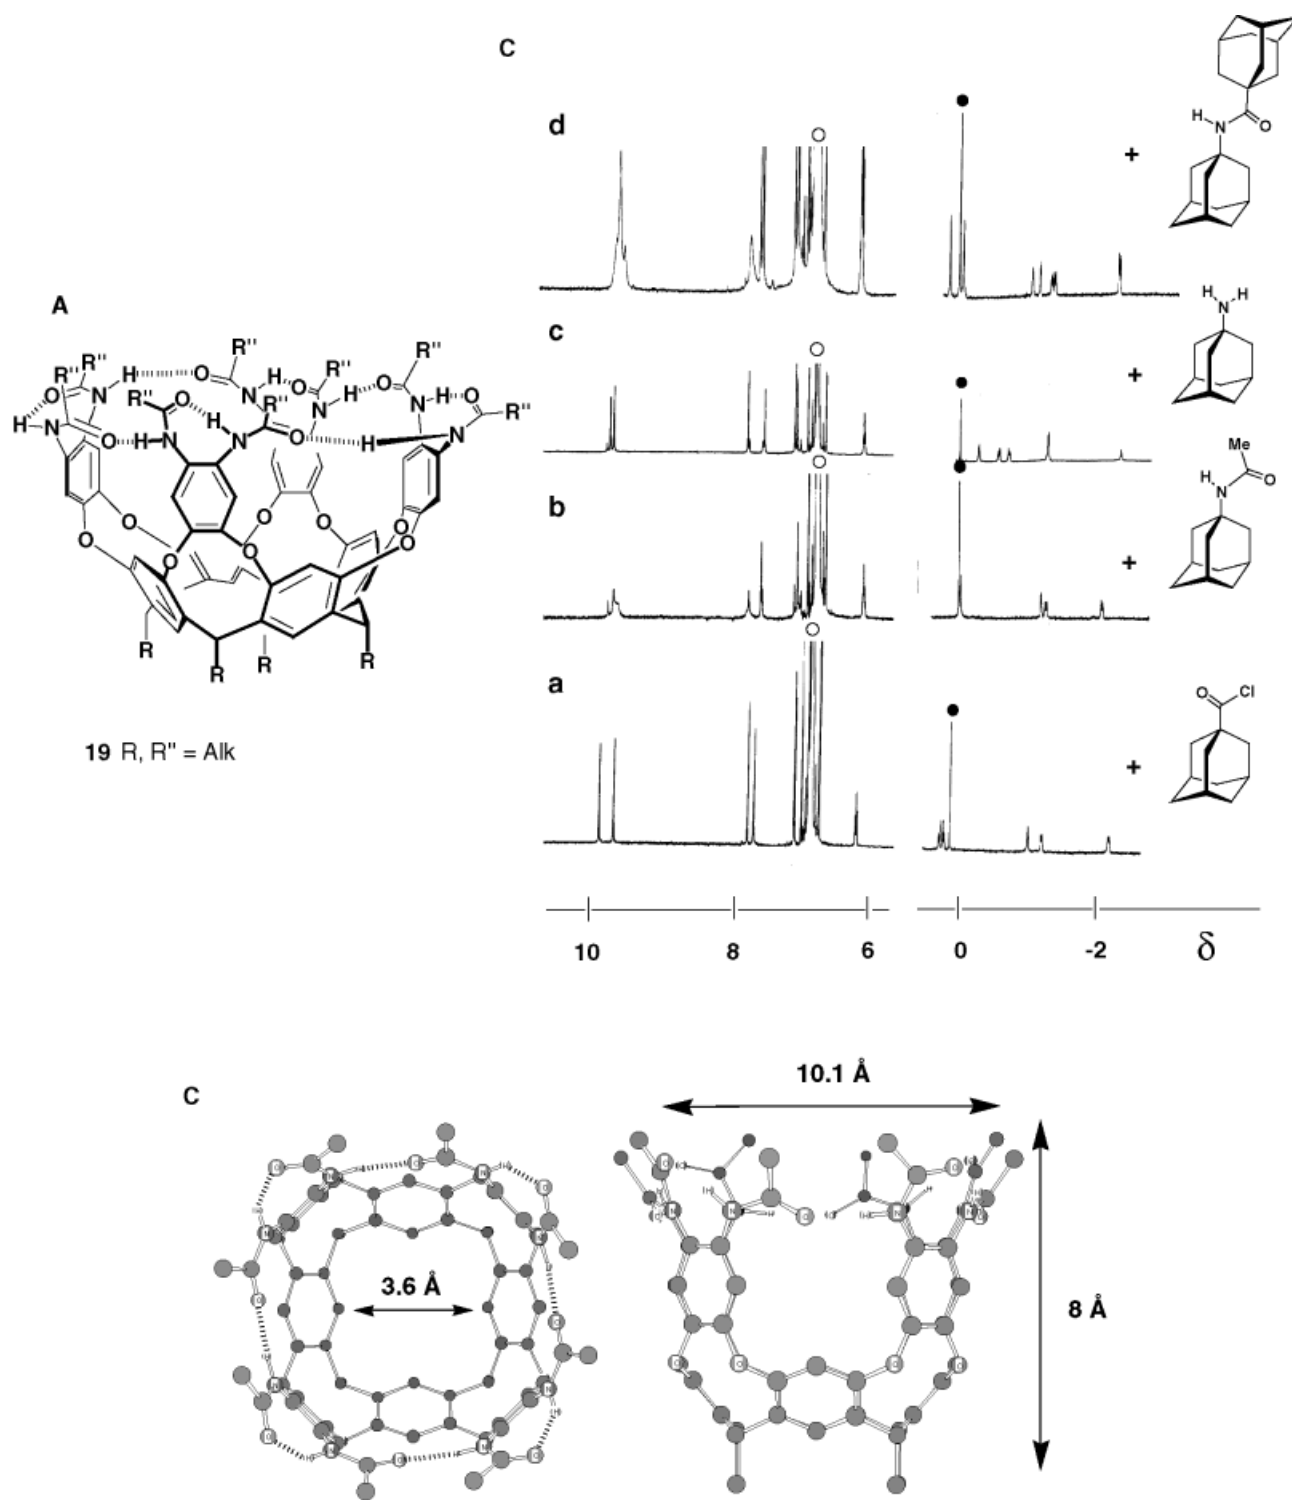 C
d
H
N
O
+
A
R"
R"
H
O
R"
H
R"
H
R"
O
N
O
N
O
N
H O
R"
O
H
R"
N
H
N
O
H
N
H
N
O
H
N
R"
O
O
O
O
O
O
O
O
R
R
R
R
19 R, R" = Alk
c
H
H
N
+
b
Me
H
N
O
+
a
O
Cl
+
10
8
6
0
-2
δ
C
3.6 Å
10.1 Å
8 Å